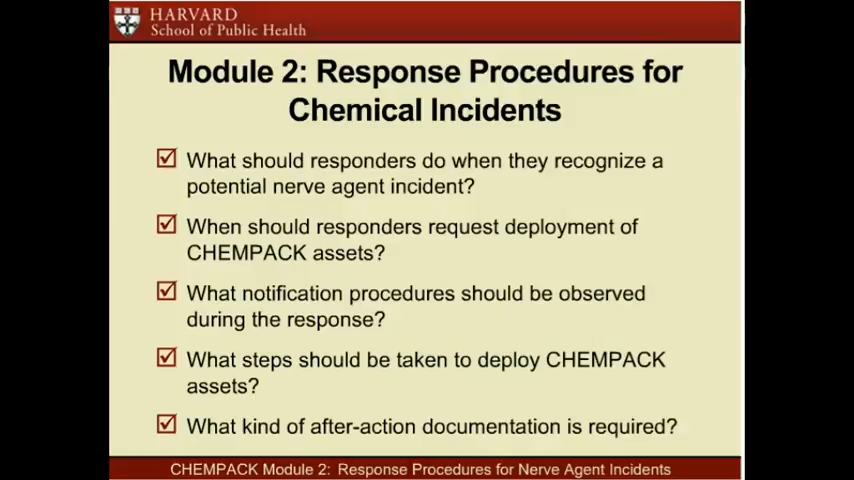 HARVARD
School of Public Health
Module 2: Response Procedures for
Chemical Incidents
What should responders do when they recognize a
potential nerve agent incident?
When should responders request deployment of
CHEMPACK assets?
What notification procedures should be observed
during the response?
What steps should be taken to deploy CHEMPACK
assets?
What kind of after-action documentation is required?
CHEMPACK Module 2: Response Procedures for Nerve Agent Incidents